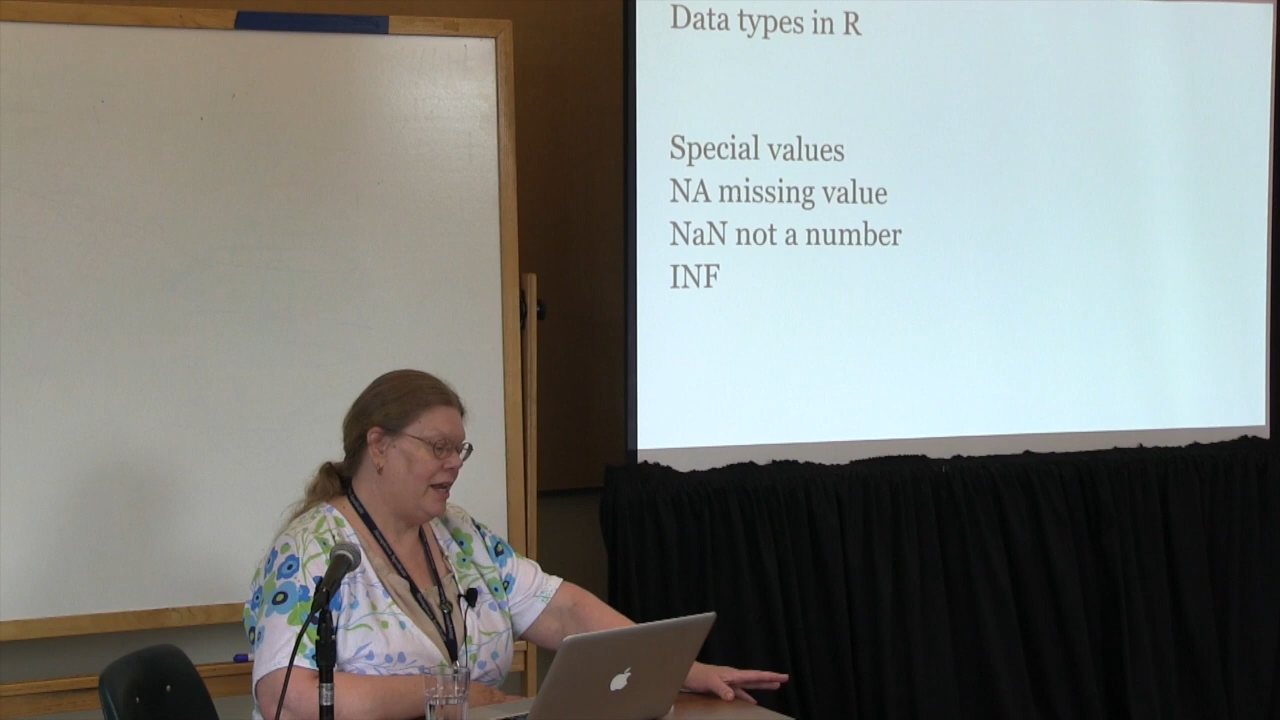 Data types in R
Special values
NA missing value
NaN not a number
INF